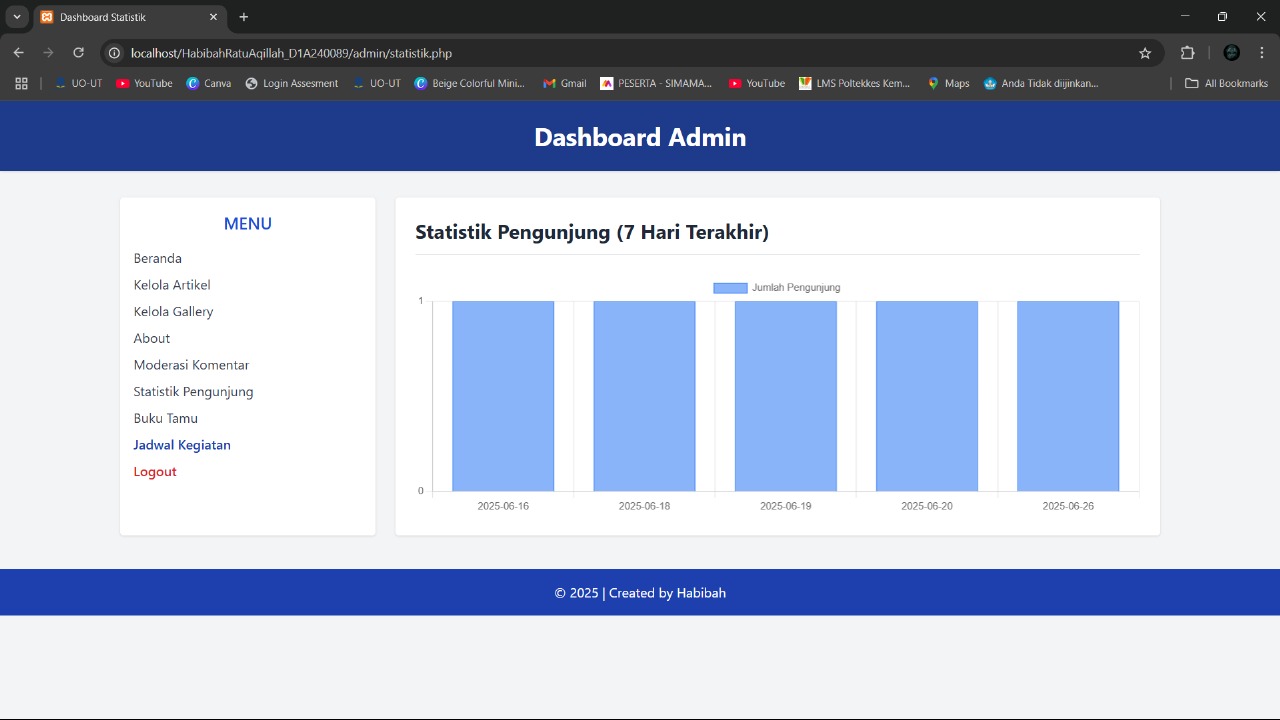 Dashboard Statistik
localhost/HabibahRatuAqillah_D1A240089/admin/statistik.php
UO-UT
YouTube
Canva
Login Assesment
UO-UT
Beige Colorful Mini...
Gmail
PESERTA - SIMAMA...
YouTube
LMS Poltekkes Kem...
Maps
Anda Tidak diijinkan...
All Bookmarks
Dashboard Admin
MENU
Beranda
Kelola Artikel
Kelola Gallery
About
Moderasi Komentar
Statistik Pengunjung
Buku Tamu
Jadwal Kegiatan
Logout
Statistik Pengunjung (7 Hari Terakhir)
Jumlah Pengunjung
1
0
2025-06-16
2025-06-18
2025-06-19
2025-06-20
2025-06-26
© 2025 | Created by Habibah